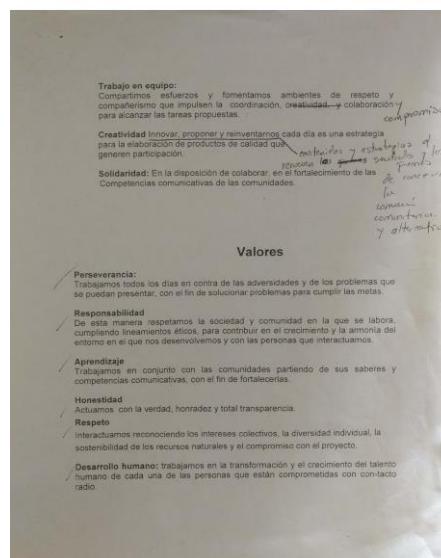 Trabajo en equipo:
Compartimos esfuerzos y fomentamos ambientes de respeto y
compañerismo que impulsen la coordinación, creatividad, y colaboración y
compromiso
para alcanzar las tareas propuestas.
Creatividad Innovar, proponer y reinventarnos cada día es una estrategia
para la elaboración de productos de calidad que
generen participación.
contenidos y estrategias al
Solidaridad: En la disposición de colaborar, en el fortalecimiento de las
Competencias comunicativas de las comunidades.
comunitaria
y alternativa
Valores
Perseverancia:
Trabajamos todos los días en contra de las adversidades y de los problemas que
se puedan presentar, con el fin de solucionar problemas para cumplir las metas.
Responsabilidad
De esta manera respetamos la sociedad y comunidad en la que se labora,
cumpliendo lineamientos éticos, para contribuir en el crecimiento y la armonía del
entorno en el que nos desenvolvemos y con las personas que interactuamos.
Aprendizaje
Trabajamos en conjunto con las comunidades partiendo de sus saberes y
competencias comunicativas, con el fin de fortalecerlas.
Honestidad
Actuamos con la verdad, honradez y total transparencia.
Respeto
Interactuamos reconociendo los intereses colectivos, la diversidad individual, la
sostenibilidad de los recursos naturales y el compromiso con el proyecto.
Desarrollo humano: trabajamos en la transformación y el crecimiento del talento
humano de cada una de las personas que están comprometidas con con-tacto
radio.